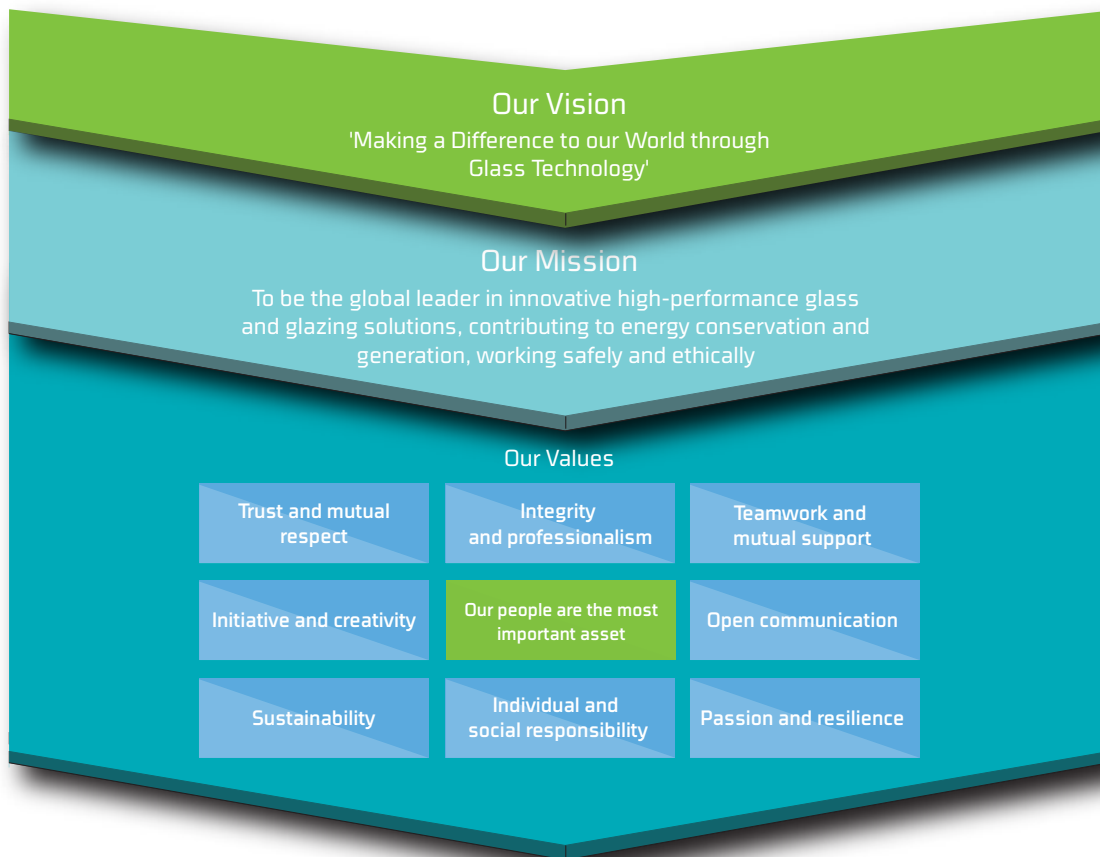 Our Vision
'Making a Difference to our World through
Glass Technology'
Our Mission
To be the global leader in innovative high-performance glass
and glazing solutions, contributing to energy conservation and
generation, working safely and ethically
Our Values
Trust and mutual
respect
Integrity
and professionalism
Teamwork and
mutual support
Initiative and creativity
Our people are the most
important asset
Open communication
Sustainability
Individual and
social responsibility
Passion and resilience